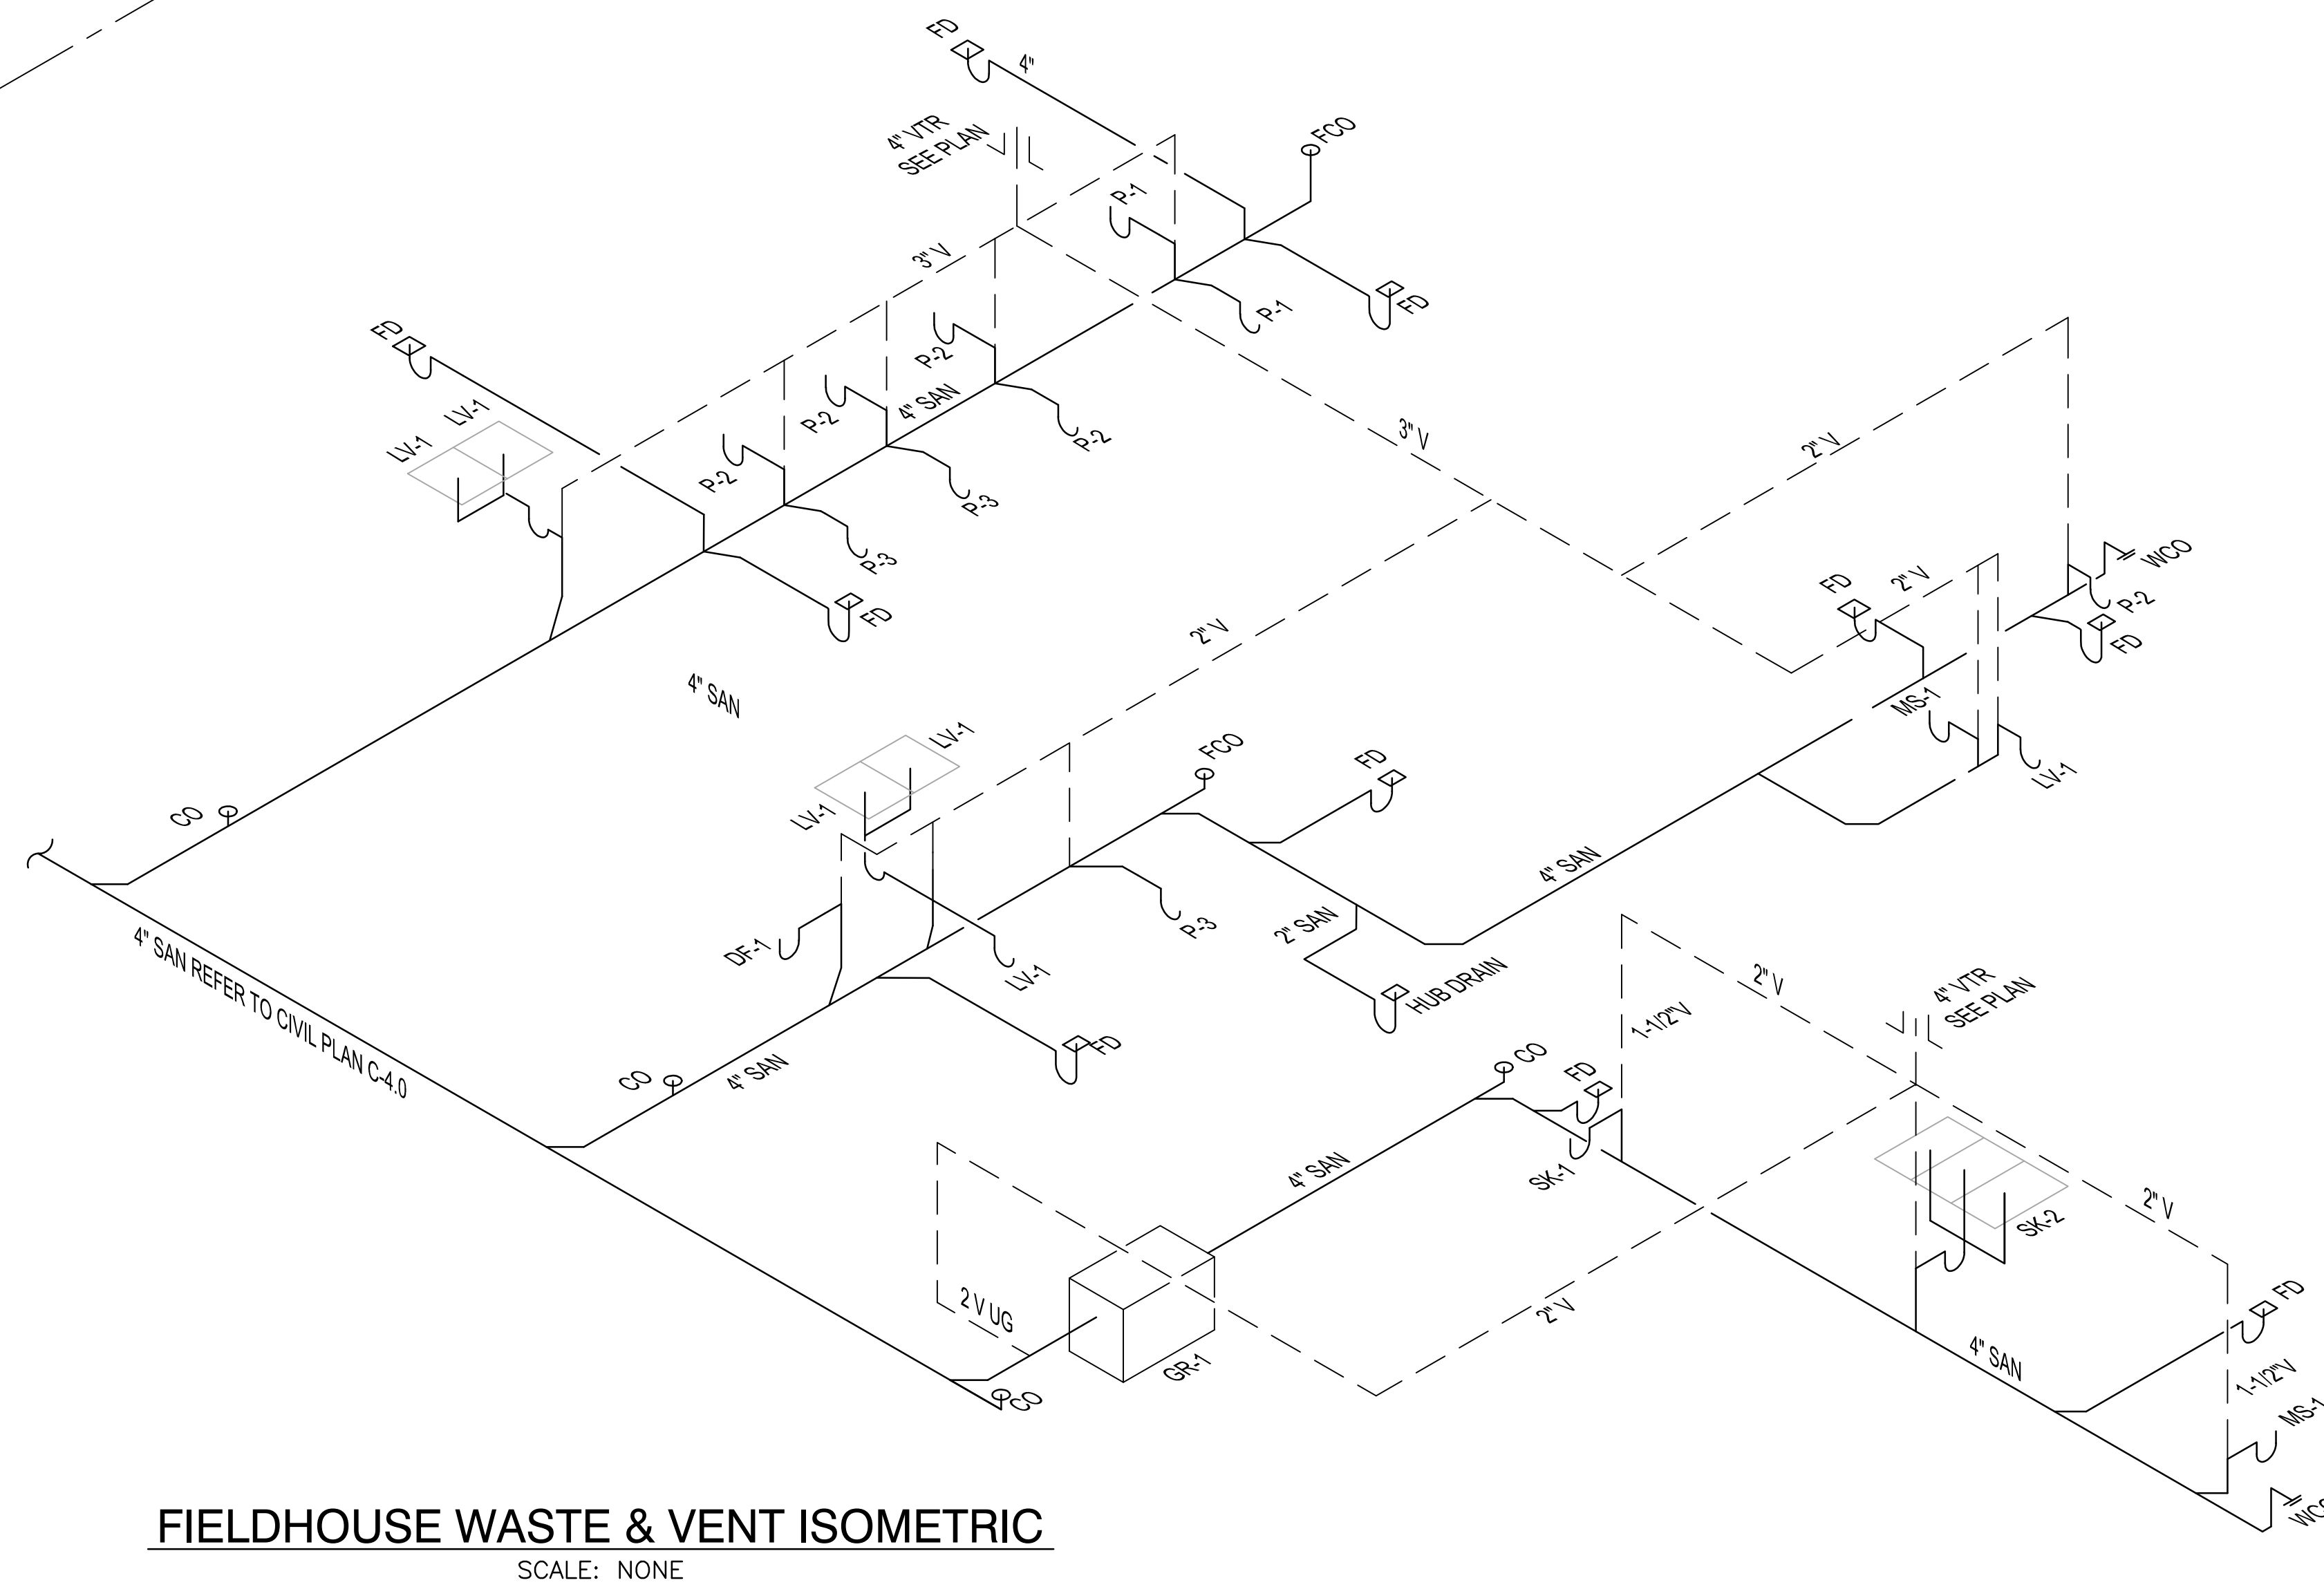 FD
4"
4" VTR
SEE PLAN
FCO
P-1
3" V
FD
P-1
FD
P-2
P-2
4" SAN
P-2
P-2
P-3
P-3
LV-1
LV-1
FD
3" V
2" V
2" V
2" V
FD
WCO
P-2
FD
MS-1
LV-1
4" SAN
CO
LV-1
LV-1
FCO
FD
4" SAN
P-3
2" SAN
HUB DRAIN
DF-1
LV-1
FD
4" SAN REFER TO CIVIL PLAN C-4.0
CO
4" SAN
2" V
4" VTR
SEE PLAN
1-1/2"V
CO
FD
SK-1
4" SAN
SK-2
2" V
2 V UG
GR-1
2" V
CO
4" SAN
FD
1-1/2"V
MS-1
WCO
FIELDHOUSE WASTE & VENT ISOMETRIC
SCALE: NONE